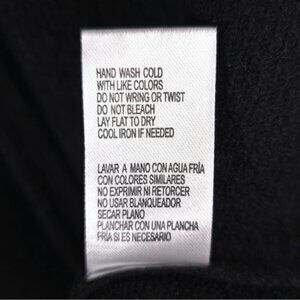 HAND WASH COLD
WITH LIKE COLORS
DO NOT WRING OR TWIST
DO NOT BLEACH
LAY FLAT TO DRY
COOL IRON IF NEEDED
LAVAR A MANO CON AGUA FRÍA
CON COLORES SIMILARES
NO EXPRIMIR NI RETORCER
NO USAR BLANQUEADOR
SECAR PLANO
PLANCHAR CON UNA PLANCHA
FRÍA SI ES NECESARIO